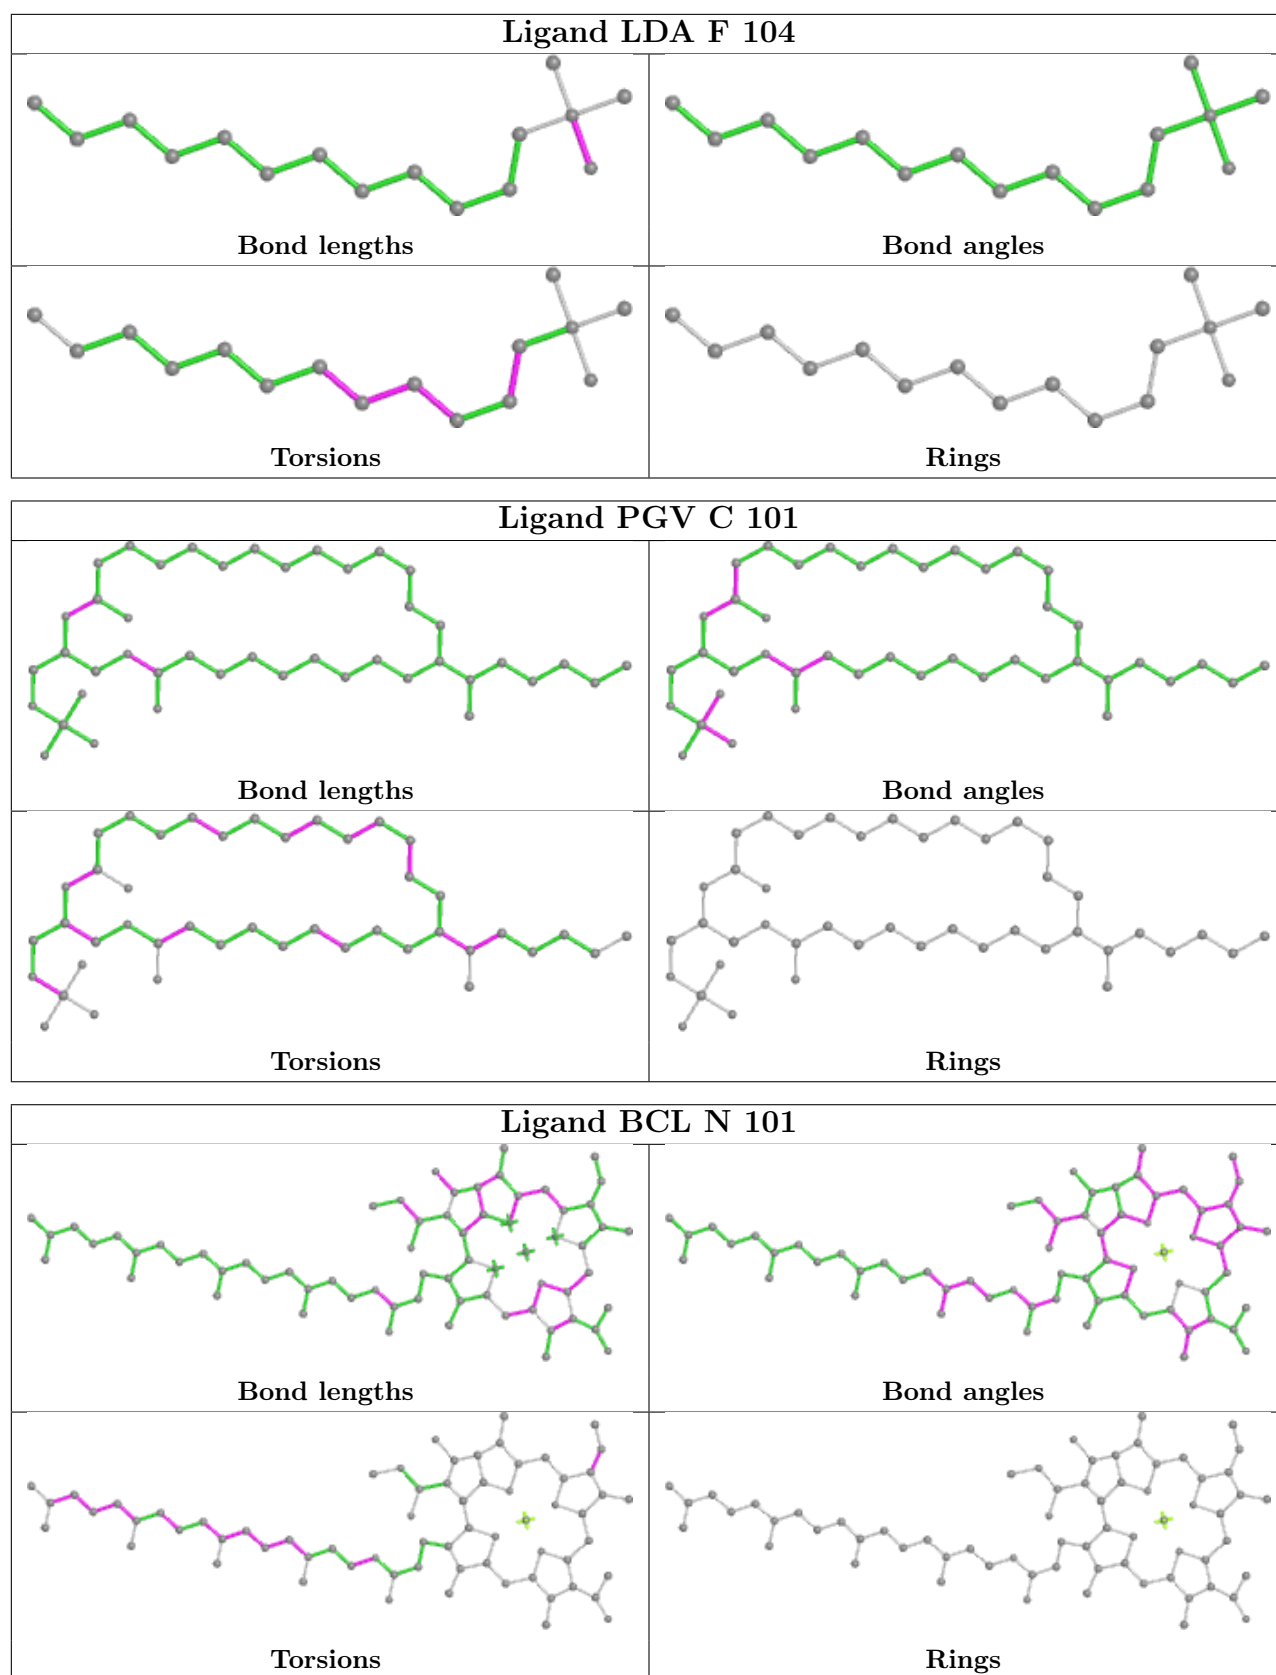 Ligand LDA F 104
Bond lengths
Bond angles
Torsions
Rings
Ligand PGV C 101
Bond lengths
Bond angles
Torsions
Rings
Ligand BCL N 101
Bond lengths
Bond angles
Torsions
Rings